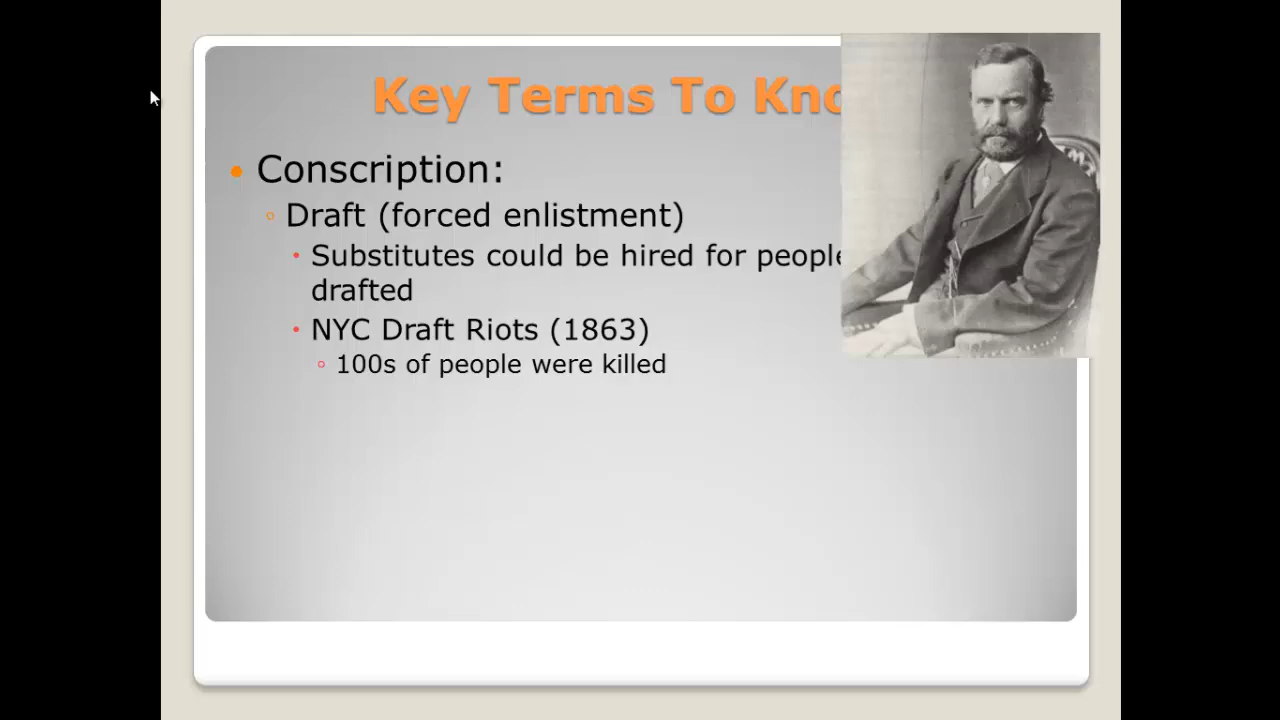 Key Terms To Kno
Conscription:
Draft (forced enlistment)
Substitutes could be hired for people
drafted
NYC Draft Riots (1863)
100s of people were killed